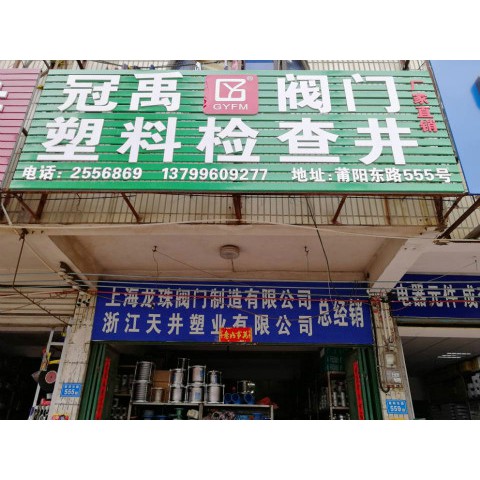 冠禹 GYFM ® 阀门
厂家直销
塑料检查井
电话:2556869 13799609277 地址:莆阳东路555号
上海龙珠阀门制造有限公司
浙江天井塑业有限公司
总经销
电器元件成
555
559